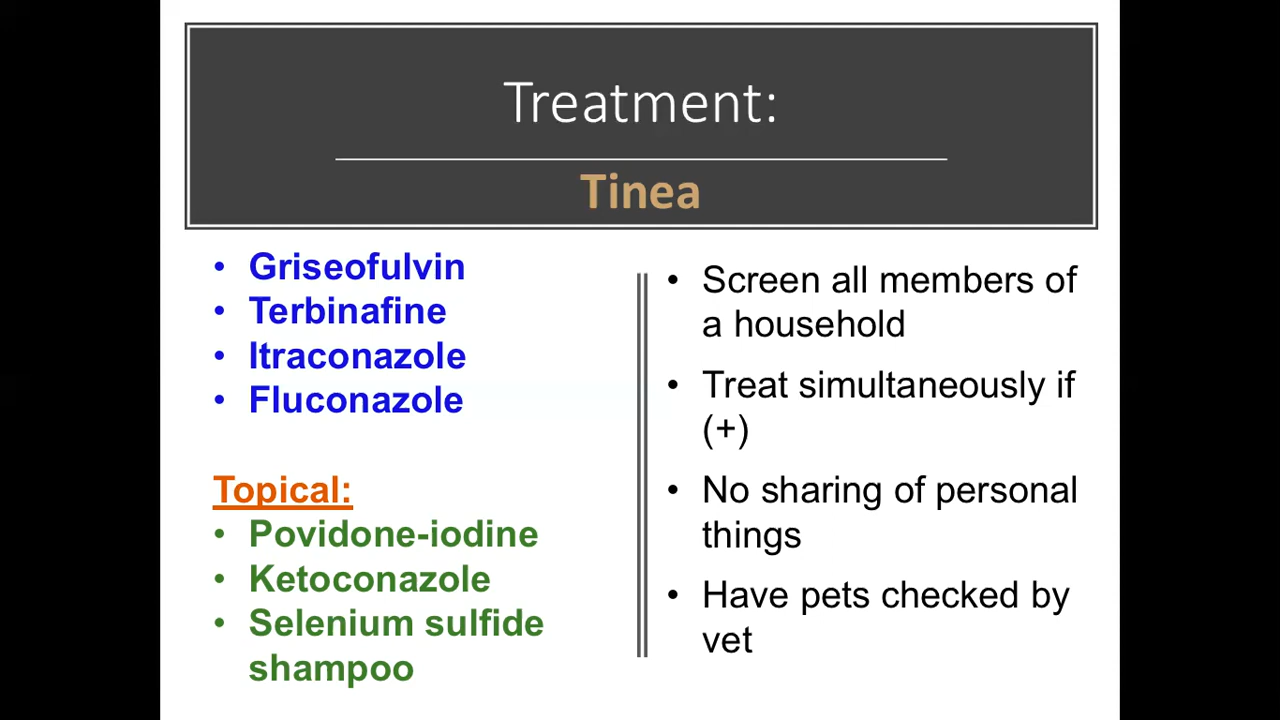 Treatment:
Tinea
• Griseofulvin
• Terbinafine
• Itraconazole
• Fluconazole
Topical:
• Povidone-iodine
• Ketoconazole
• Selenium sulfide
shampoo
• Screen all members of
a household
• Treat simultaneously if
(+)
• No sharing of personal
things
• Have pets checked by
vet